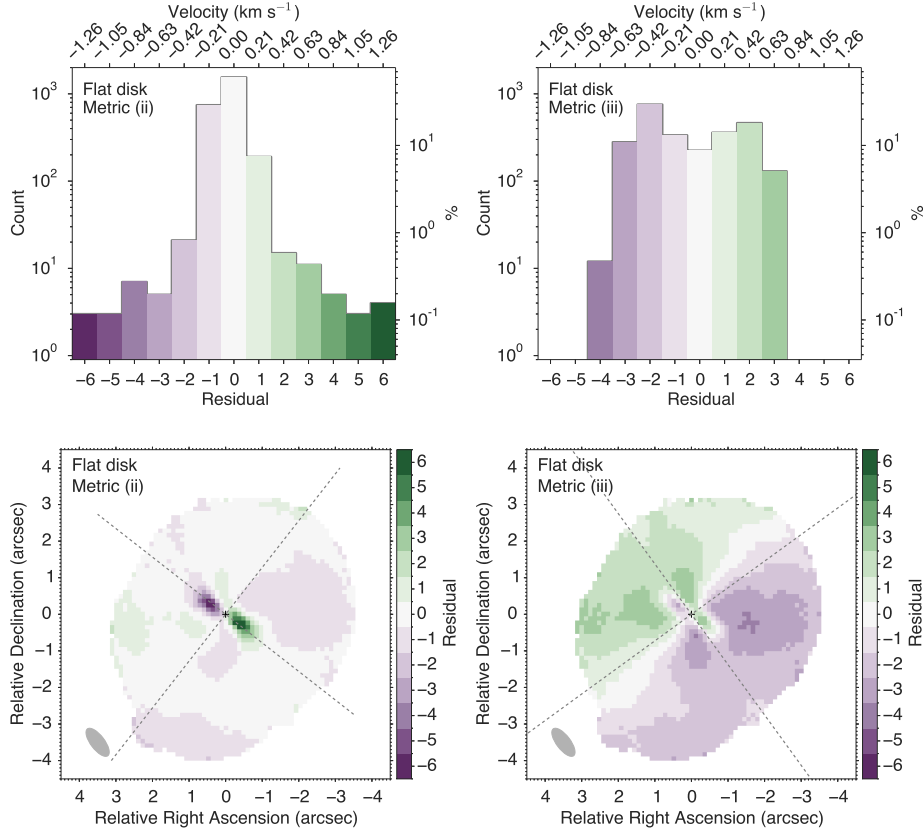 Velocity (km s⁻¹)
−1.26 −1.05 −0.84 −0.63 −0.42 −0.21 0.00 0.21 0.42 0.63 0.84 1.05 1.26
Flat disk
Metric (ii)
10³
10²
10¹
10⁰
Count
10¹
10⁰
10⁻¹
%
−6 −5 −4 −3 −2 −1 0 1 2 3 4 5 6
Residual
Velocity (km s⁻¹)
−1.26 −1.05 −0.84 −0.63 −0.42 −0.21 0.00 0.21 0.42 0.63 0.84 1.05 1.26
Flat disk
Metric (iii)
10³
10²
10¹
10⁰
Count
10¹
10⁰
10⁻¹
%
−6 −5 −4 −3 −2 −1 0 1 2 3 4 5 6
Residual
Flat disk
Metric (ii)
4
3
2
1
0
−1
−2
−3
−4
Relative Declination (arcsec)
4 3 2 1 0 −1 −2 −3 −4
Relative Right Ascension (arcsec)
6
5
4
3
2
1
0
−1
−2
−3
−4
−5
−6
Residual
Flat disk
Metric (iii)
4
3
2
1
0
−1
−2
−3
−4
Relative Declination (arcsec)
4 3 2 1 0 −1 −2 −3 −4
Relative Right Ascension (arcsec)
6
5
4
3
2
1
0
−1
−2
−3
−4
−5
−6
Residual